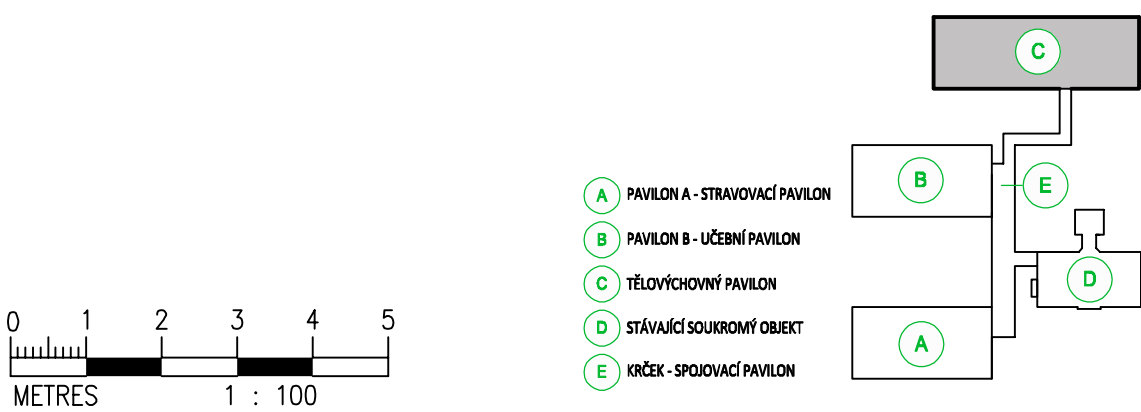 C
B
E
A PAVILON A - STRAVOVACÍ PAVILON
B PAVILON B - UČEBNÍ PAVILON
C TĚLOVÝCHOVNÝ PAVILON
D
D STÁVAJÍCÍ SOUKROMÝ OBJEKT
A
E KRČEK - SPOJOVACÍ PAVILON
0 1 2 3 4 5
METRES 1 : 100